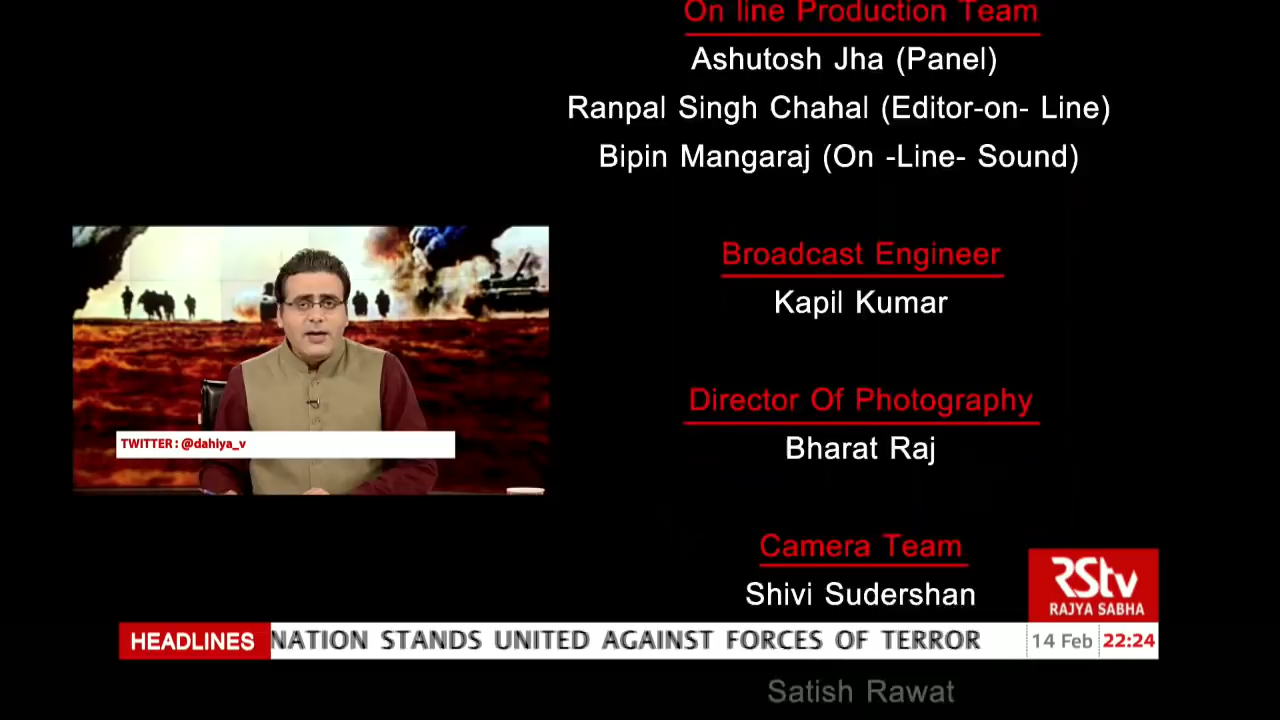 On line Production Team
Ashutosh Jha (Panel)
Ranpal Singh Chahal (Editor-on- Line)
Bipin Mangaraj (On -Line- Sound)
Broadcast Engineer
Kapil Kumar
Director Of Photography
Bharat Raj
TWITTER : @dahiya_v
Camera Team
Shivi Sudershan
RSTV
RAJYA SABHA
HEADLINES NATION STANDS UNITED AGAINST FORCES OF TERROR 14 Feb 22:24
Satish Rawat